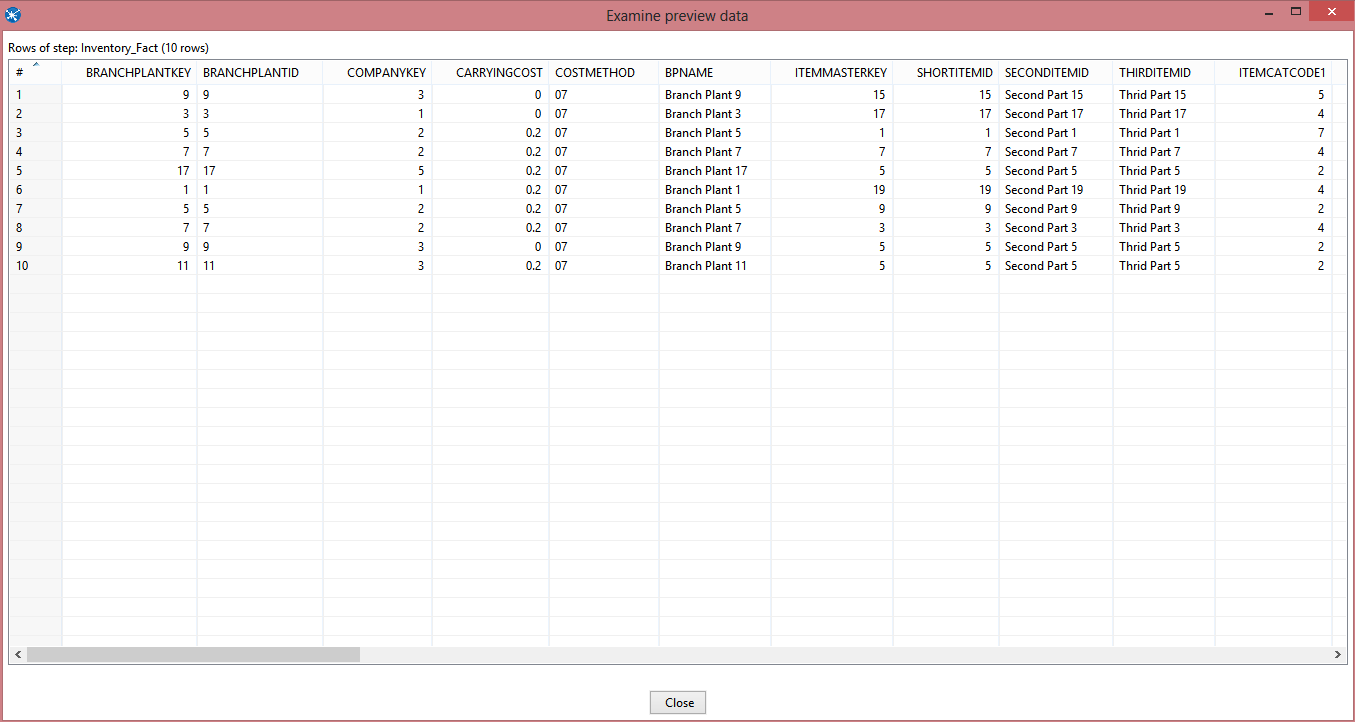 Examine preview data
Rows of step: Inventory_Fact (10 rows)
# BRANCHPLANTKEY BRANCHPLANTID COMPANYKEY CARRYINGCOST COSTMETHOD BPNAME ITEMMASTERKEY SHORTITEMID SECONDITEMID THIRDITEMID ITEMCATCODE1
1 9 9 3 0 07 Branch Plant 9 15 15 Second Part 15 Thrid Part 15 5
2 3 3 1 0 07 Branch Plant 3 17 17 Second Part 17 Thrid Part 17 4
3 5 5 2 0.2 07 Branch Plant 5 1 1 Second Part 1 Thrid Part 1 7
4 7 7 2 0.2 07 Branch Plant 7 7 7 Second Part 7 Thrid Part 7 4
5 17 17 5 0.2 07 Branch Plant 17 5 5 Second Part 5 Thrid Part 5 2
6 1 1 1 0.2 07 Branch Plant 1 19 19 Second Part 19 Thrid Part 19 4
7 5 5 2 0.2 07 Branch Plant 5 9 9 Second Part 9 Thrid Part 9 2
8 7 7 2 0.2 07 Branch Plant 7 3 3 Second Part 3 Thrid Part 3 4
9 9 9 3 0 07 Branch Plant 9 5 5 Second Part 5 Thrid Part 5 2
10 11 11 3 0.2 07 Branch Plant 11 5 5 Second Part 5 Thrid Part 5 2
Close